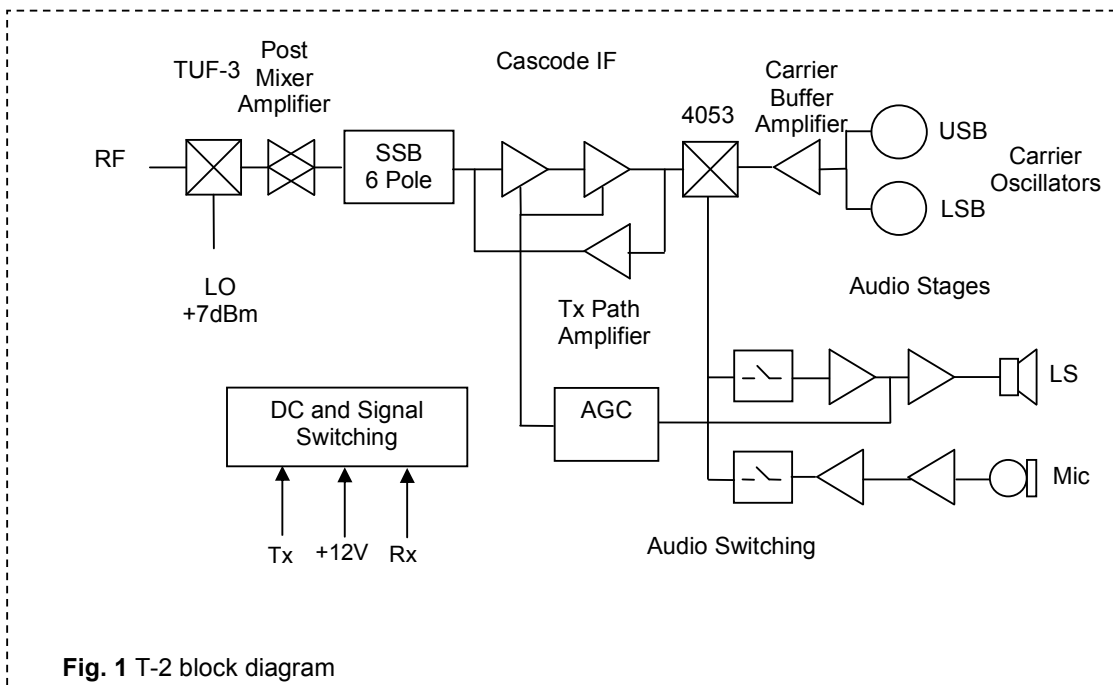 TUF-3
Post
Mixer
Amplifier
Cascode IF
4053
Carrier
Buffer
Amplifier
USB
LSB
Carrier
Oscillators
RF
SSB
6 Pole
LO
+7dBm
Tx Path
Amplifier
Audio Stages
LS
DC and Signal
Switching
AGC
Mic
Tx
+12V
Rx
Audio Switching
Fig. 1 T-2 block diagram